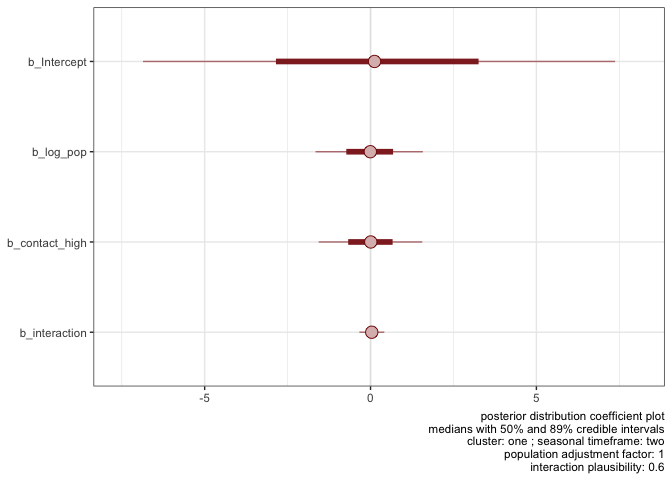 b_Intercept
b_log_pop
b_contact_high
b_interaction
-5
0
5
posterior distribution coefficient plot
medians with 50% and 89% credible intervals
cluster: one ; seasonal timeframe: two
population adjustment factor: 1
interaction plausibility: 0.6